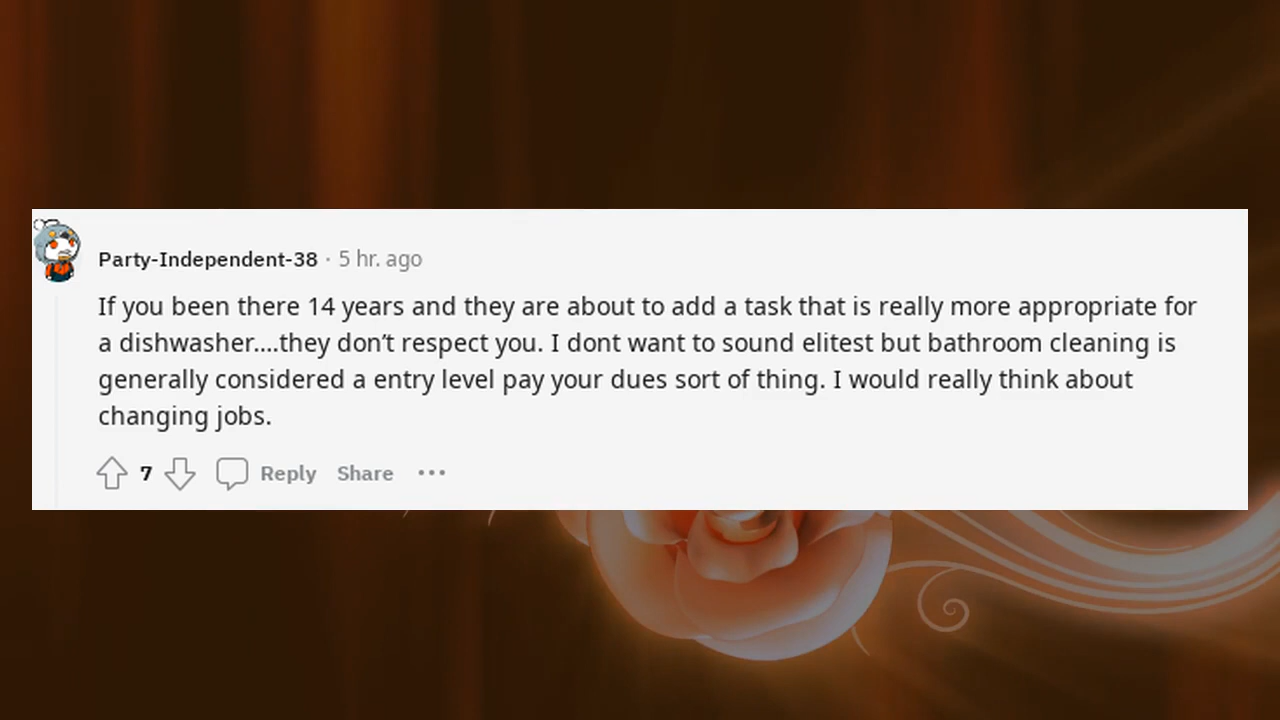 Party-Independent-38 · 5 hr. ago
If you been there 14 years and they are about to add a task that is really more appropriate for
a dishwasher....they don’t respect you. I dont want to sound elitest but bathroom cleaning is
generally considered a entry level pay your dues sort of thing. I would really think about
changing jobs.
7 Reply Share •••